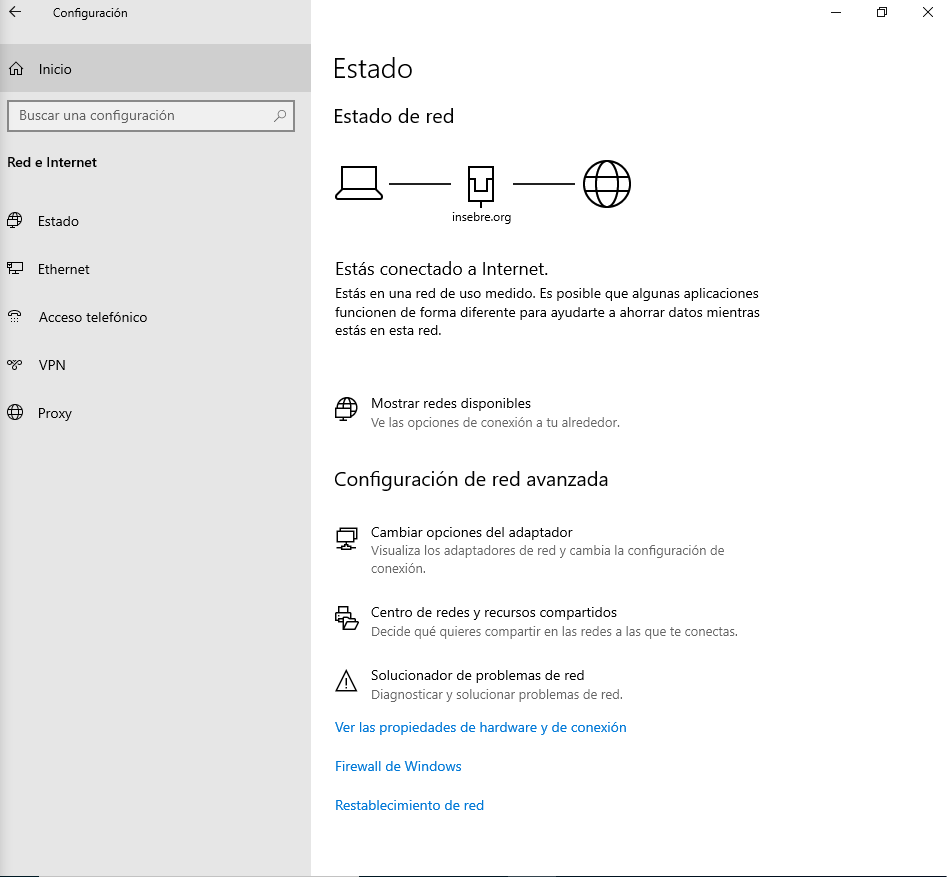 Configuración
Inicio
Buscar una configuración
Red e Internet
Estado
Ethernet
Acceso telefónico
VPN
Proxy
Estado
Estado de red
insebre.org
Estás conectado a Internet.
Estás en una red de uso medido. Es posible que algunas aplicaciones
funcionen de forma diferente para ayudarte a ahorrar datos mientras
estás en esta red.
Mostrar redes disponibles
Ve las opciones de conexión a tu alrededor.
Configuración de red avanzada
Cambiar opciones del adaptador
Visualiza los adaptadores de red y cambia la configuración de
conexión.
Centro de redes y recursos compartidos
Decide qué quieres compartir en las redes a las que te conectas.
Solucionador de problemas de red
Diagnosticar y solucionar problemas de red.
Ver las propiedades de hardware y de conexión
Firewall de Windows
Restablecimiento de red